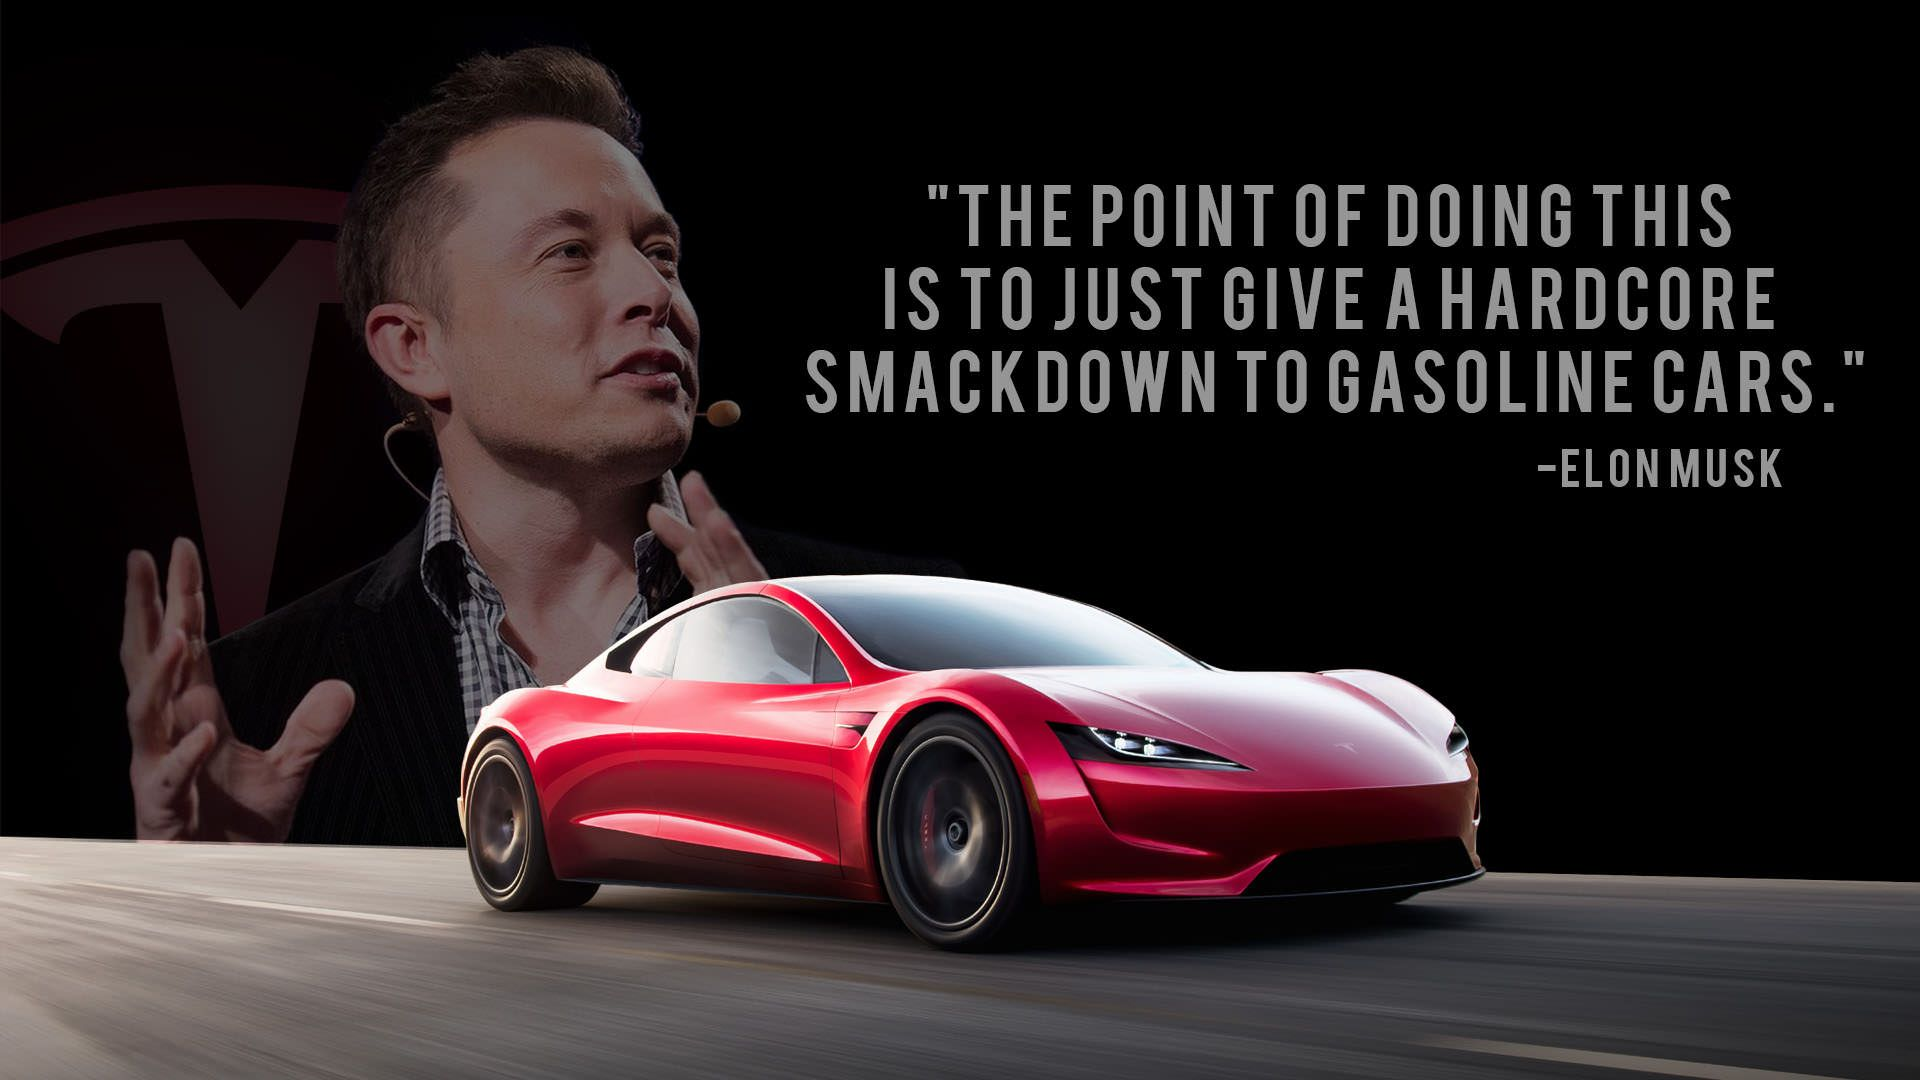 "THE POINT OF DOING THIS
IS TO JUST GIVE A HARDCORE
SMACKDOWN TO GASOLINE CARS."
-ELON MUSK